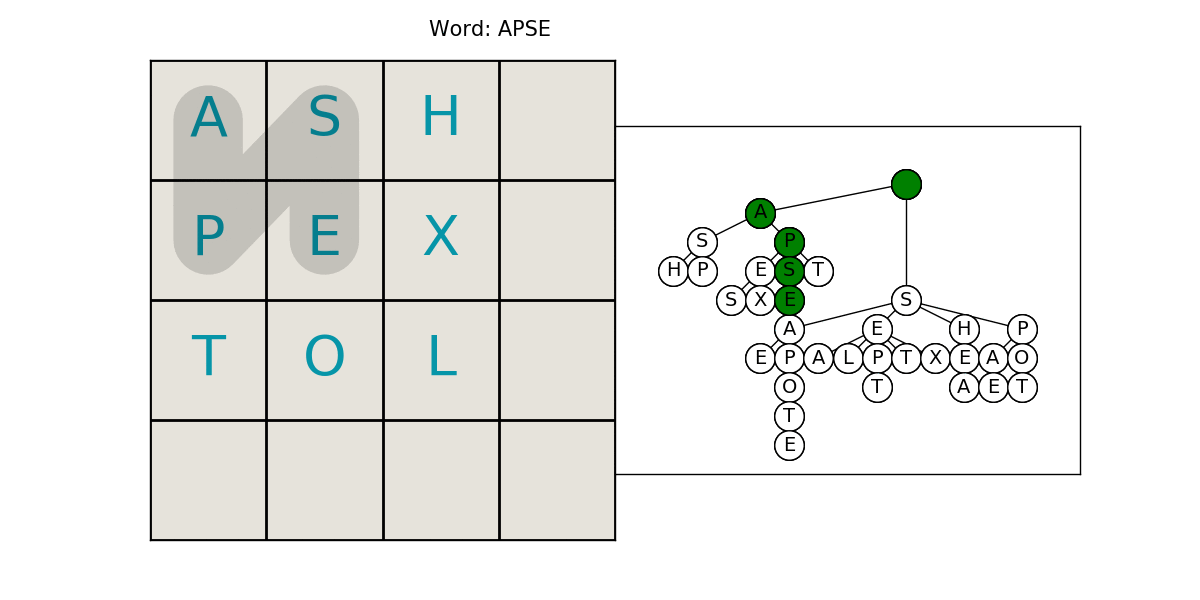 Word: APSE
A S H
P E X
T O L
A
S P
H P E S T
S X E S
A E H P
E P A L P T X E A O
O T A E T
T
E